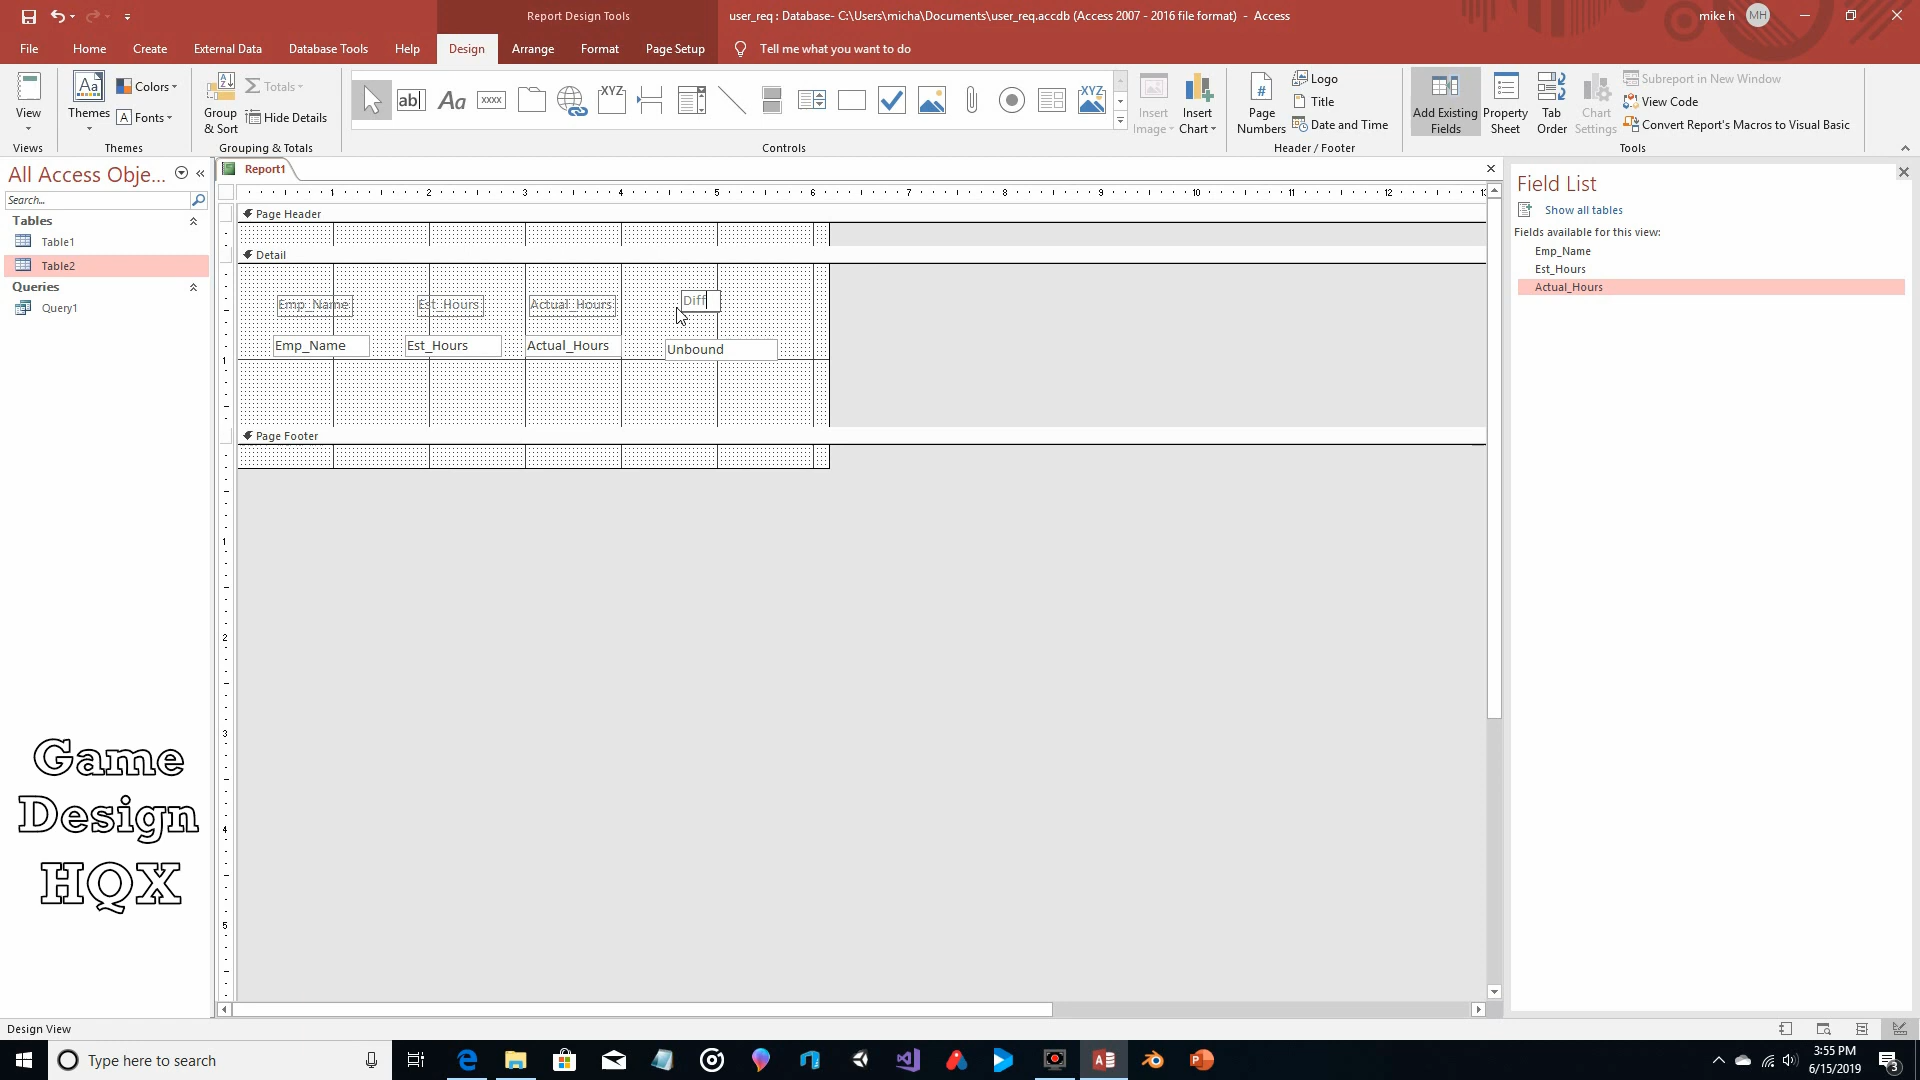 Report Design Tools
user_req : Database- C:\Users\micha\Documents\user_req.accdb (Access 2007 - 2016 file format) - Access
mike h
MH
File
Home
Create
External Data
Database Tools
Help
Design
Arrange
Format
Page Setup
Tell me what you want to do
View
Views
Themes
Colors
Fonts
Themes
Group
& Sort
Totals
Hide Details
Grouping & Totals
Controls
Insert
Image
Insert
Chart
Page
Numbers
Logo
Title
Date and Time
Header / Footer
Add Existing
Fields
Property
Sheet
Tab
Order
Chart
Settings
Subreport in New Window
View Code
Convert Report's Macros to Visual Basic
Tools
All Access Obje...
Search...
Tables
Table1
Table2
Queries
Query1
Report1
Page Header
Detail
Emp_Name
Est_Hours
Actual_Hours
Diff
Emp_Name
Est_Hours
Actual_Hours
Unbound
Page Footer
Field List
Show all tables
Fields available for this view:
Emp_Name
Est_Hours
Actual_Hours
Game
Design
HQX
Design View
Type here to search
3:55 PM
6/15/2019